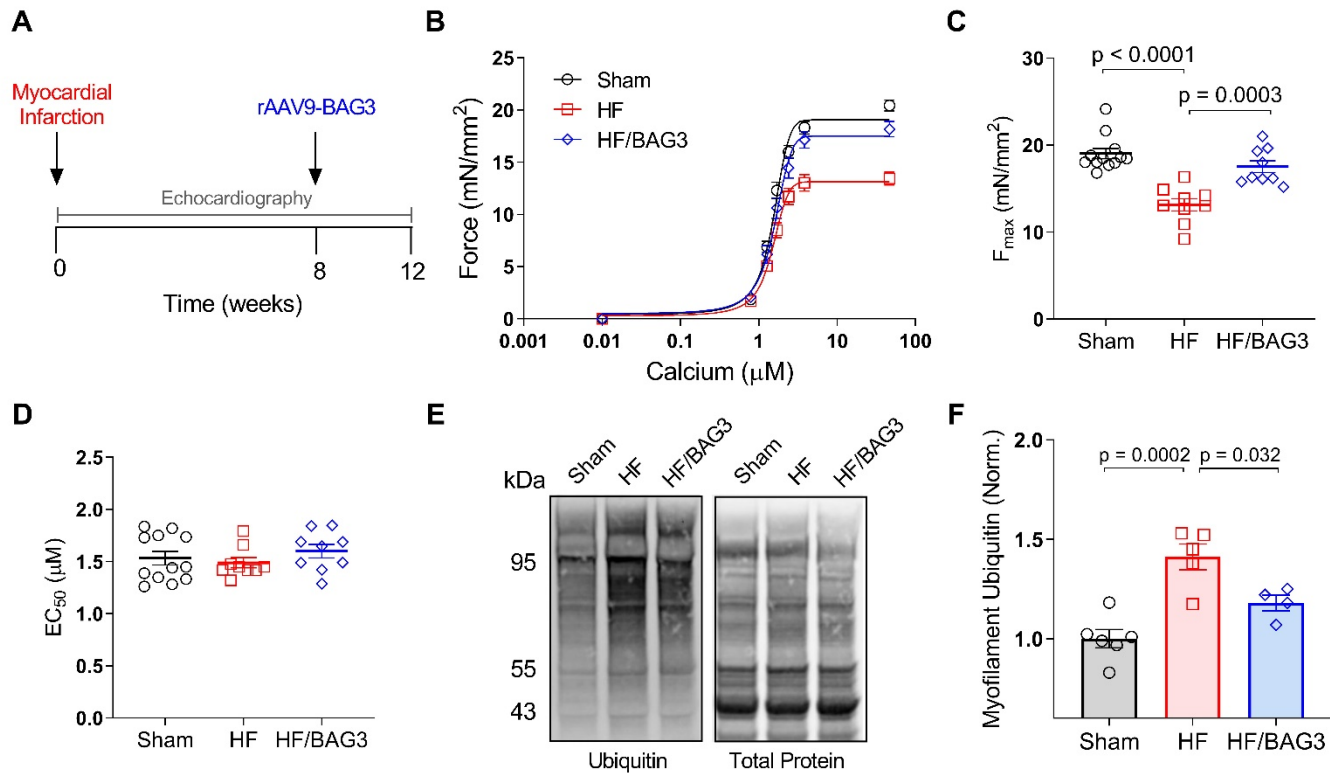 A
Myocardial
Infarction
rAAV9-BAG3
Echocardiography
0
8
12
Time (weeks)
B
Force (mN/mm²)
25
20
15
10
5
0
Sham
HF
HF/BAG3
0.001
0.01
0.1
1
10
100
Calcium (μM)
C
p < 0.0001
p = 0.0003
Fmax (mN/mm²)
30
20
10
0
Sham
HF
HF/BAG3
D
EC50 (μM)
2.5
2.0
1.5
1.0
0.5
0.0
Sham
HF
HF/BAG3
E
kDa
Sham
HF
HF/BAG3
Sham
HF
HF/BAG3
95
55
43
Ubiquitin
Total Protein
F
Myofilament Ubiquitin (Norm.)
2.0
1.5
1.0
p = 0.0002
p = 0.032
Sham
HF
HF/BAG3